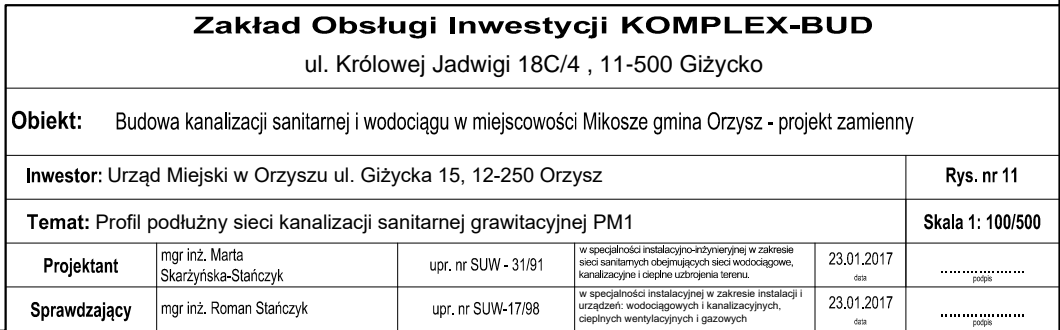 Zakład Obsługi Inwestycji KOMPLEX-BUD
ul. Królowej Jadwigi 18C/4 , 11-500 Giżycko
Obiekt: Budowa kanalizacji sanitarnej i wodociągu w miejscowości Mikosze gmina Orzysz - projekt zamienny
Inwestor: Urząd Miejski w Orzyszu ul. Giżycka 15, 12-250 Orzysz
Rys. nr 11
Temat: Profil podłużny sieci kanalizacji sanitarnej grawitacyjnej PM1
Skala 1: 100/500
Projektant
mgr inż. Marta
Skarżyńska-Stańczyk
upr. nr SUW - 31/91
w specjalności instalacyjno-inżynieryjnej w zakresie
sieci sanitarnych obejmujących sieci wodociągowe,
kanalizacyjne i cieplne uzbrojenia terenu.
23.01.2017
data
..................
podpis
Sprawdzający
mgr inż. Roman Stańczyk
upr. nr SUW-17/98
w specjalności instalacyjnej w zakresie instalacji i
urządzeń: wodociągowych i kanalizacyjnych,
cieplnych wentylacyjnych i gazowych
23.01.2017
data
..................
podpis